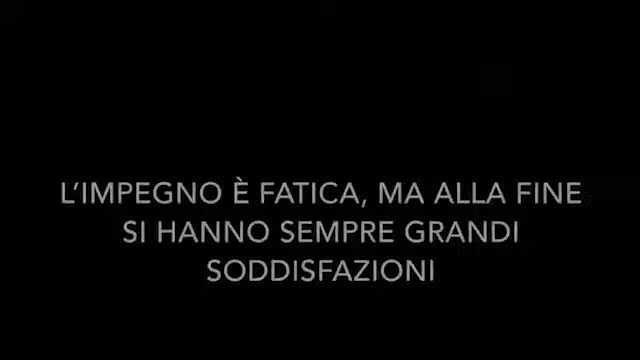 L’IMPEGNO È FATICA, MA ALLA FINE
SI HANNO SEMPRE GRANDI
SODDISFAZIONI